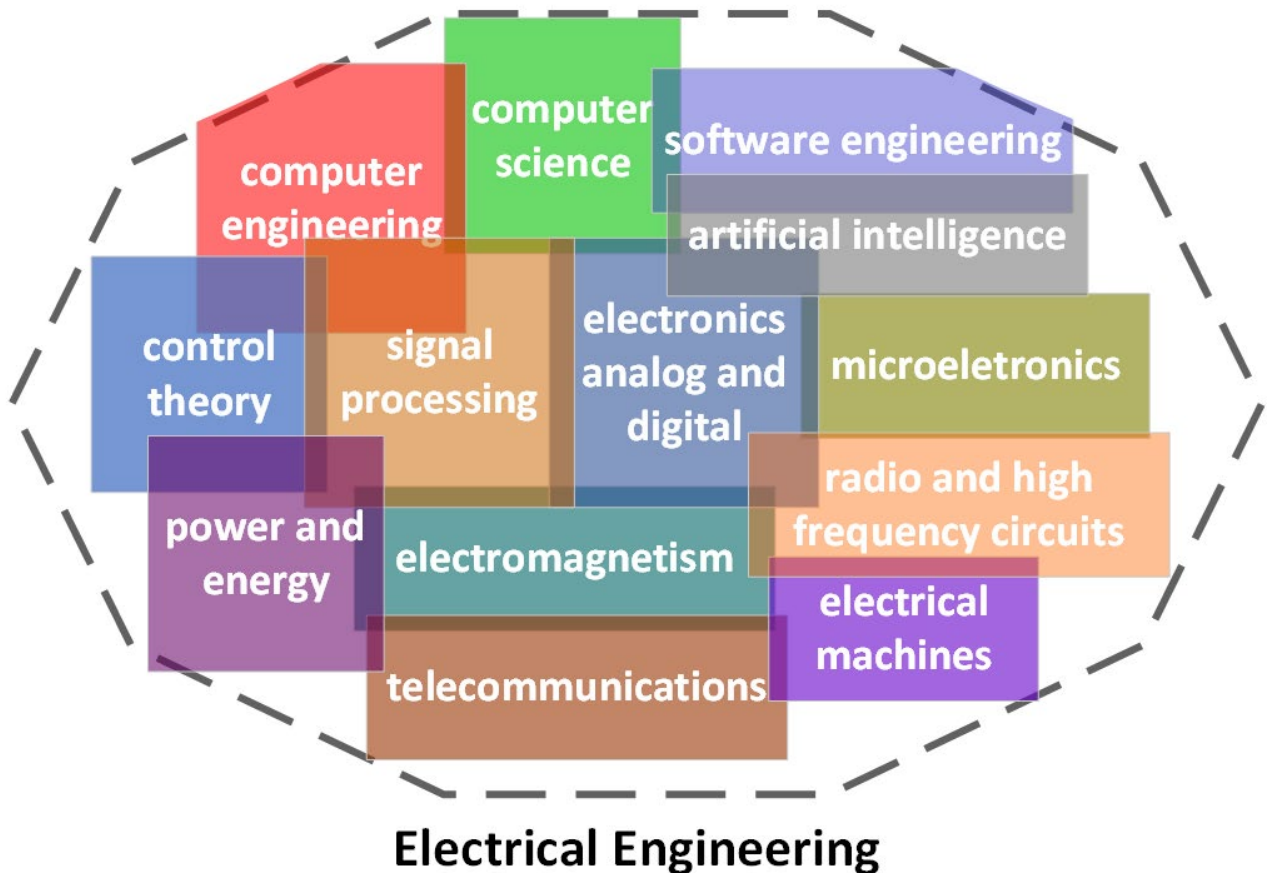 computer
science
software engineering
computer
engineering
artificial intelligence
control
theory
signal
processing
electronics
analog and
digital
microeletronics
power and
energy
electromagnetism
radio and high
frequency circuits
electrical
machines
telecommunications
Electrical Engineering